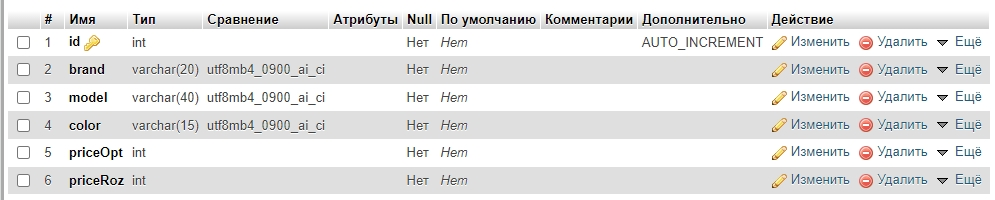 # Имя Тип Сравнение Атрибуты Null По умолчанию Комментарии Дополнительно Действие
1 id int Нет Нет AUTO_INCREMENT Изменить Удалить Ещё
2 brand varchar(20) utf8mb4_0900_ai_ci Нет Нет Изменить Удалить Ещё
3 model varchar(40) utf8mb4_0900_ai_ci Нет Нет Изменить Удалить Ещё
4 color varchar(15) utf8mb4_0900_ai_ci Нет Нет Изменить Удалить Ещё
5 priceOpt int Нет Нет Изменить Удалить Ещё
6 priceRoz int Нет Нет Изменить Удалить Ещё